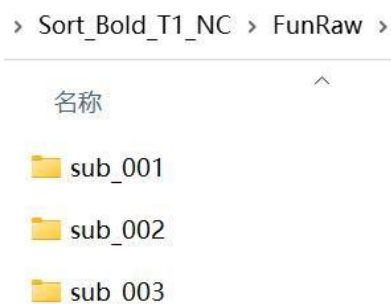 > Sort_Bold_T1_NC > FunRaw >
名称
sub_001
sub_002
sub_003